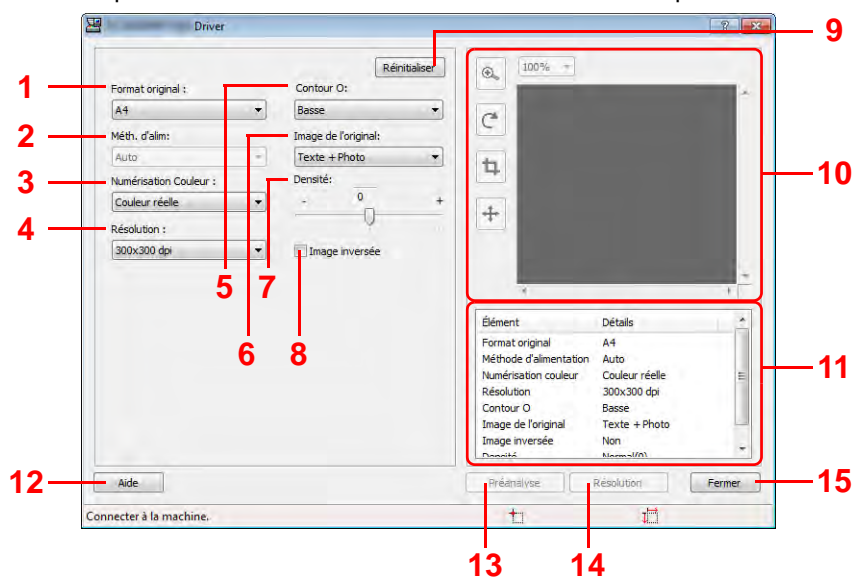 Driver
9
Réinitialiser
100%
1
Format original :
Contour O:
A4
Basse
2
Méth. d'alim:
Image de l'original:
Auto
Texte + Photo
10
3
Numérisation Couleur :
Densité:
Couleur réelle
- 0 +
4
Résolution :
300x300 dpi
Image inversée
5
7
6
8
Élément Détails
Format original A4
Méthode d'alimentation Auto
11
Numérisation couleur Couleur réelle
Résolution 300x300 dpi
Contour O Basse
Image de l'original Texte + Photo
Image inversée Non
Densité Normal(0)
12
Aide
Préanalyse
Résolution
Fermer
15
Connecter à la machine.
13
14